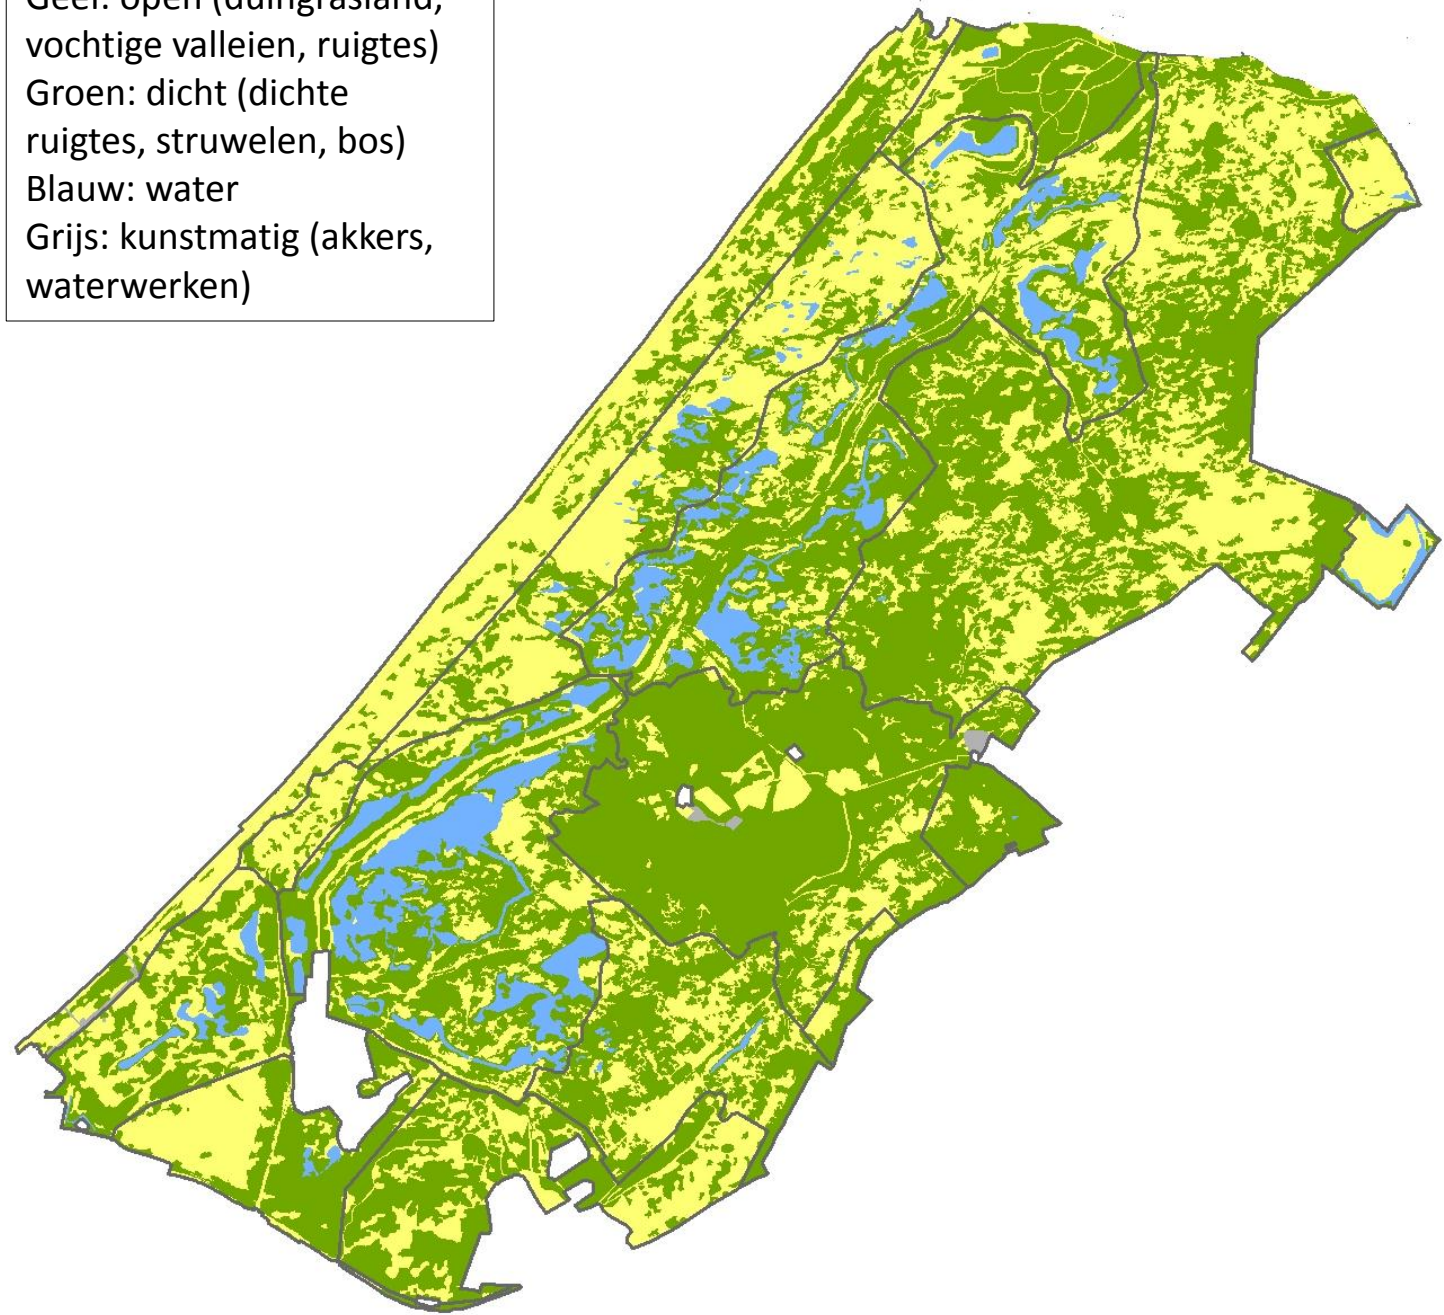 Geel: open (duingrasland,
vochtige valleien, ruigtes)
Groen: dicht (dichte
ruigtes, struwelen, bos)
Blauw: water
Grijs: kunstmatig (akkers,
waterwerken)